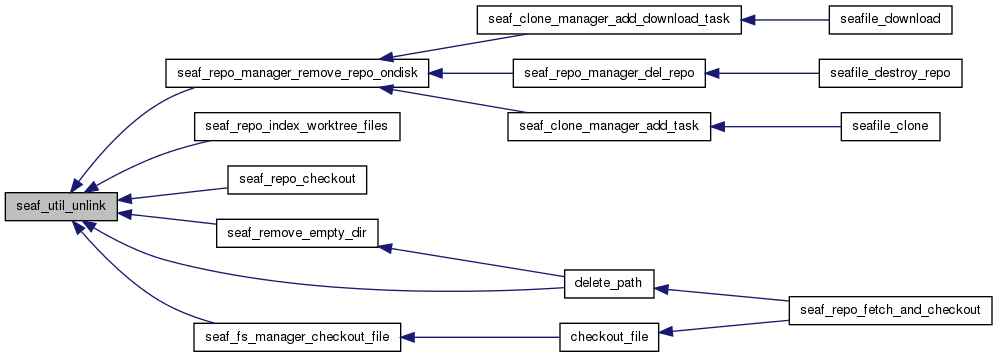 seaf_clone_manager_add_download_task
seafile_download
seaf_repo_manager_remove_repo_ondisk
seaf_repo_manager_del_repo
seafile_destroy_repo
seaf_repo_index_worktree_files
seaf_clone_manager_add_task
seafile_clone
seaf_repo_checkout
seaf_util_unlink
seaf_remove_empty_dir
delete_path
seaf_repo_fetch_and_checkout
seaf_fs_manager_checkout_file
checkout_file